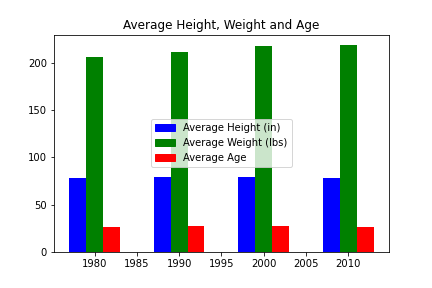 Average Height, Weight and Age
200
150
100
50
0
Average Height (in)
Average Weight (lbs)
Average Age
1980 1985 1990 1995 2000 2005 2010